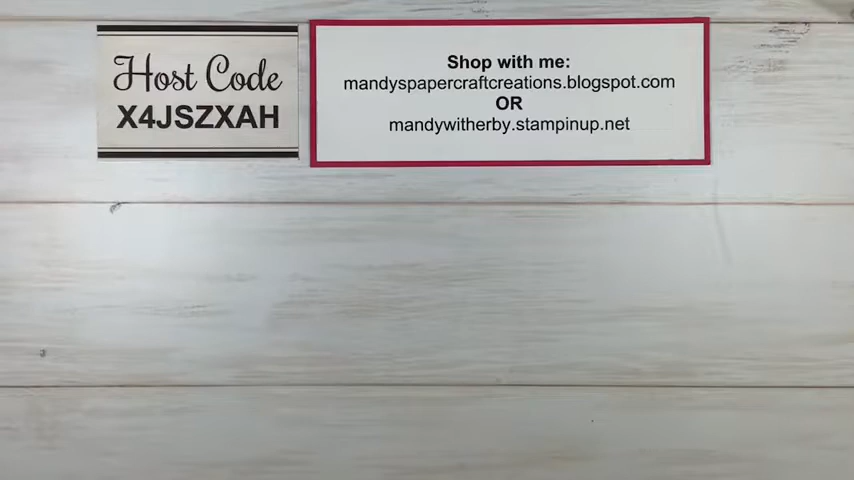 Host Code
X4JSZXAH
Shop with me:
mandyspapercraftcreations.blogspot.com
OR
mandywitherby.stampinup.net